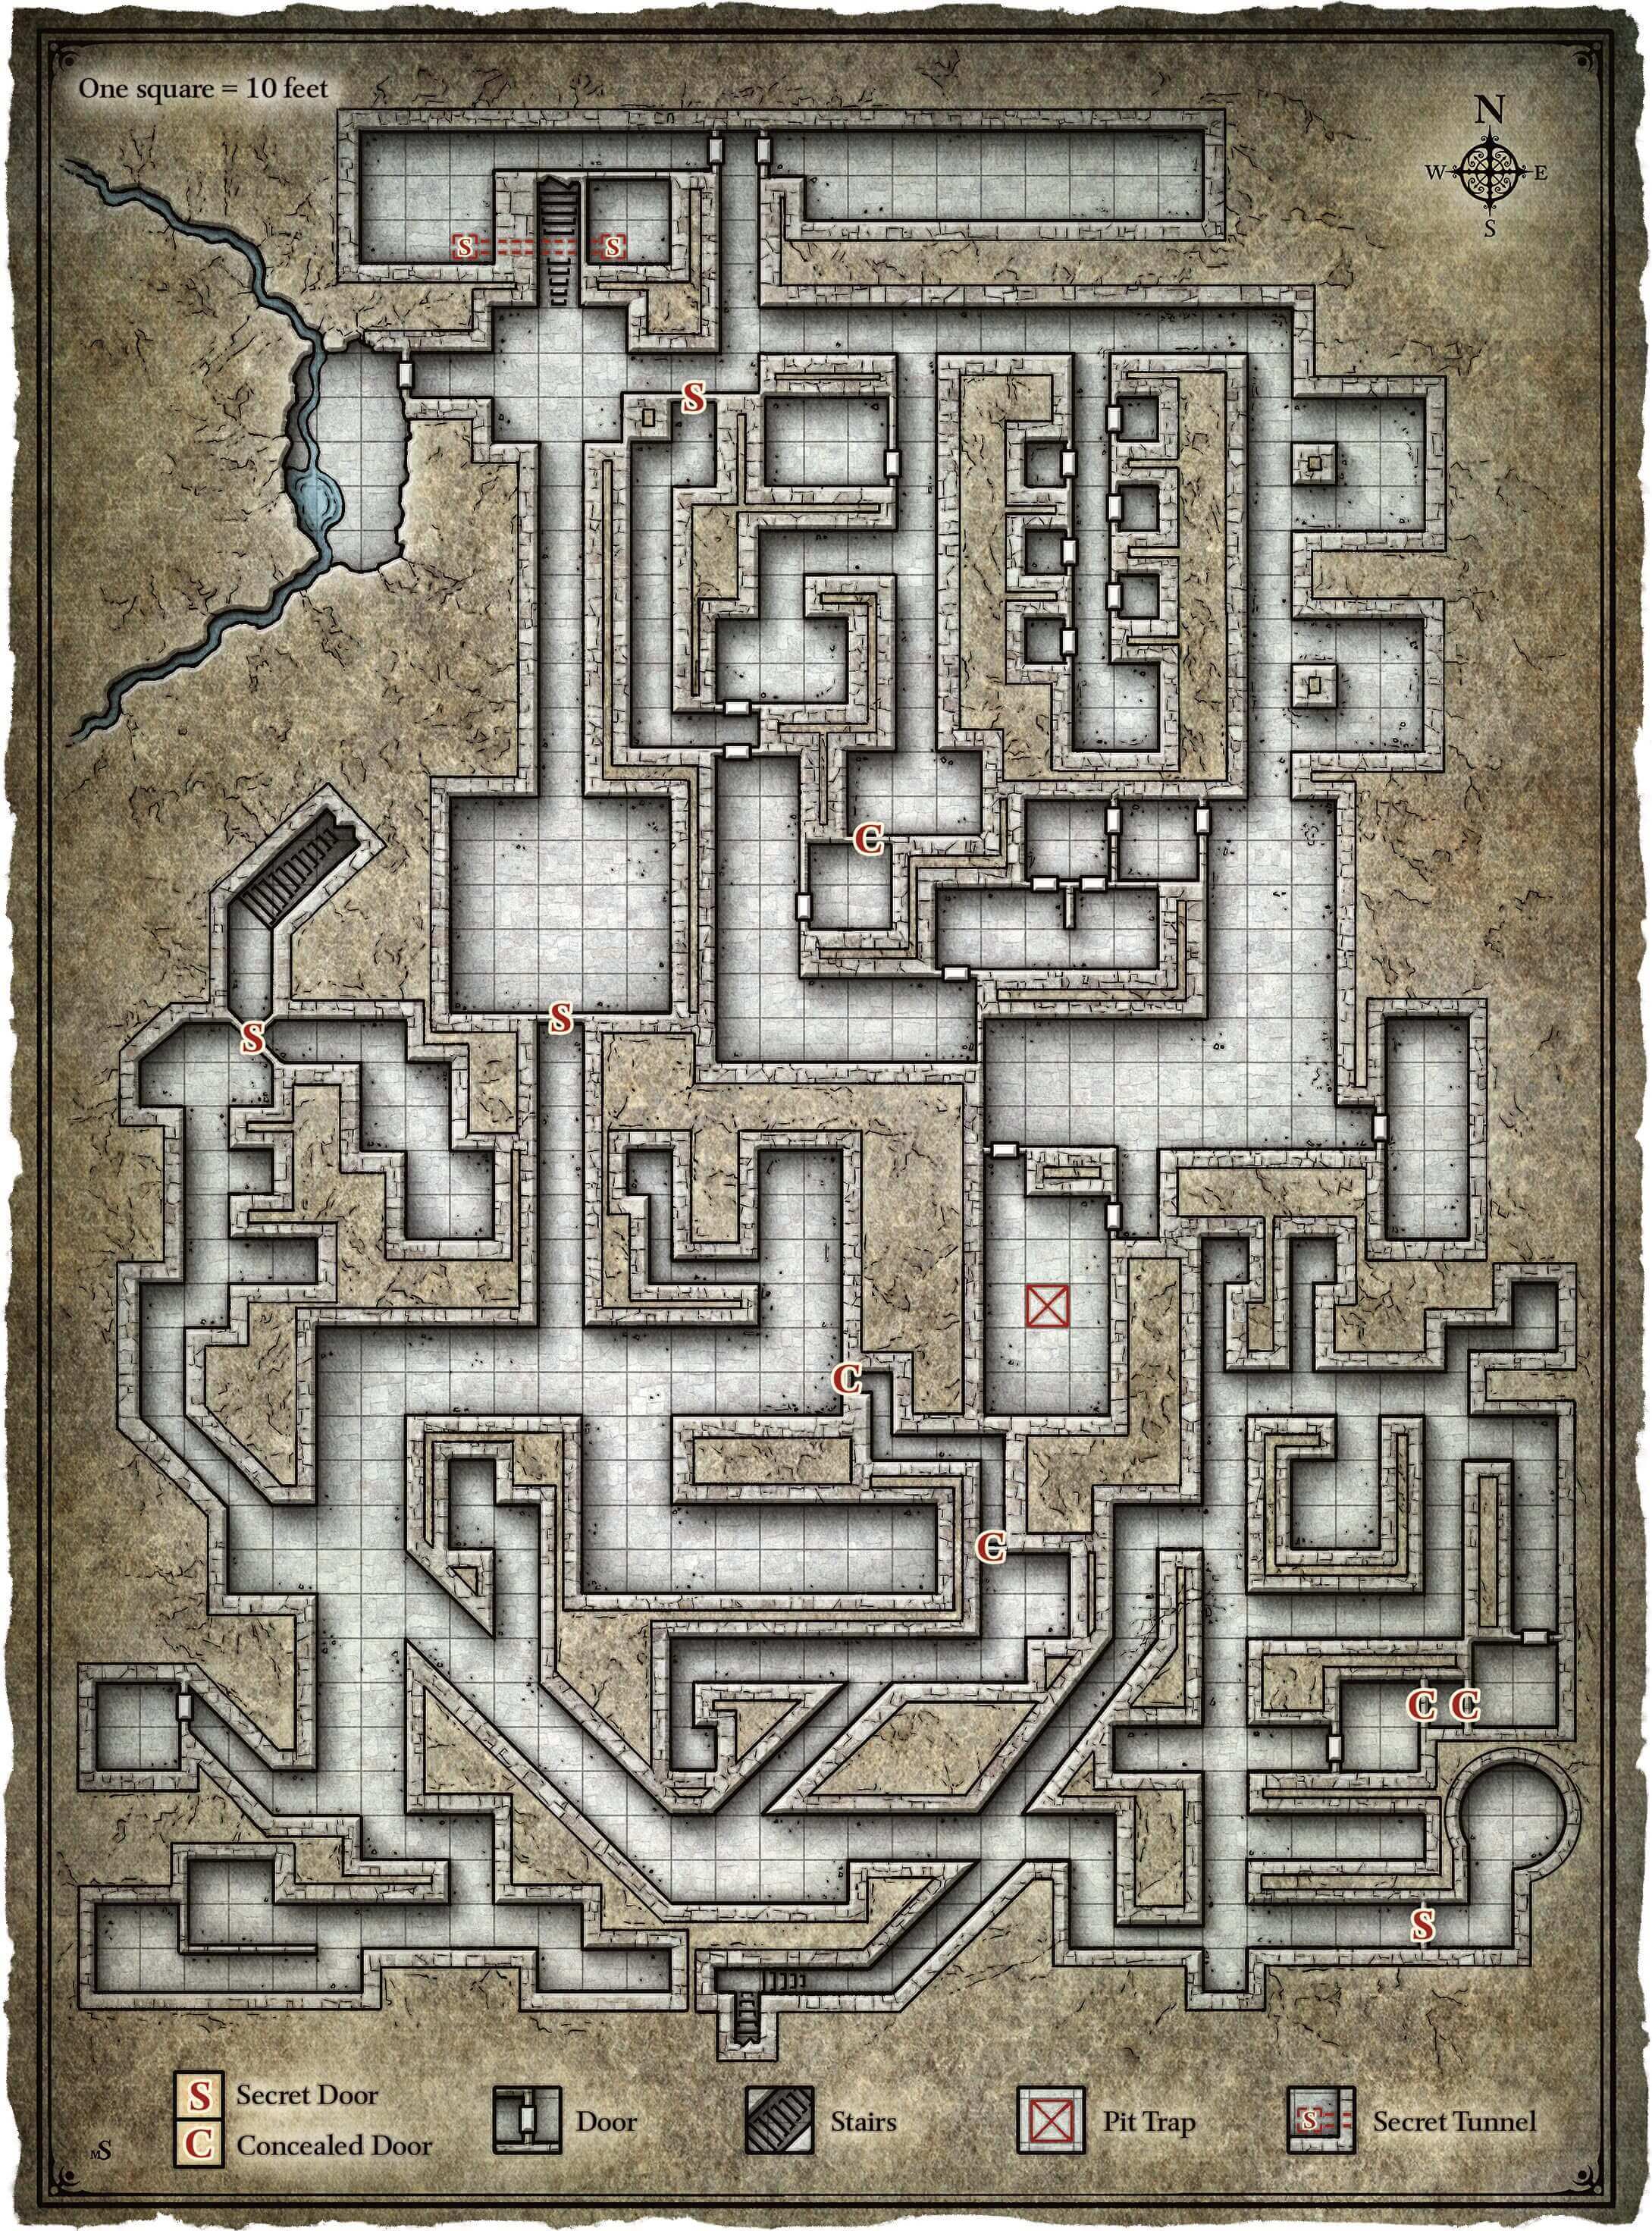 One square = 10 feet
N
W E
S
S S
S
C
S
S
C
C
C C
S
S Secret Door
C Concealed Door
Door
Stairs
Pit Trap
S Secret Tunnel
MS